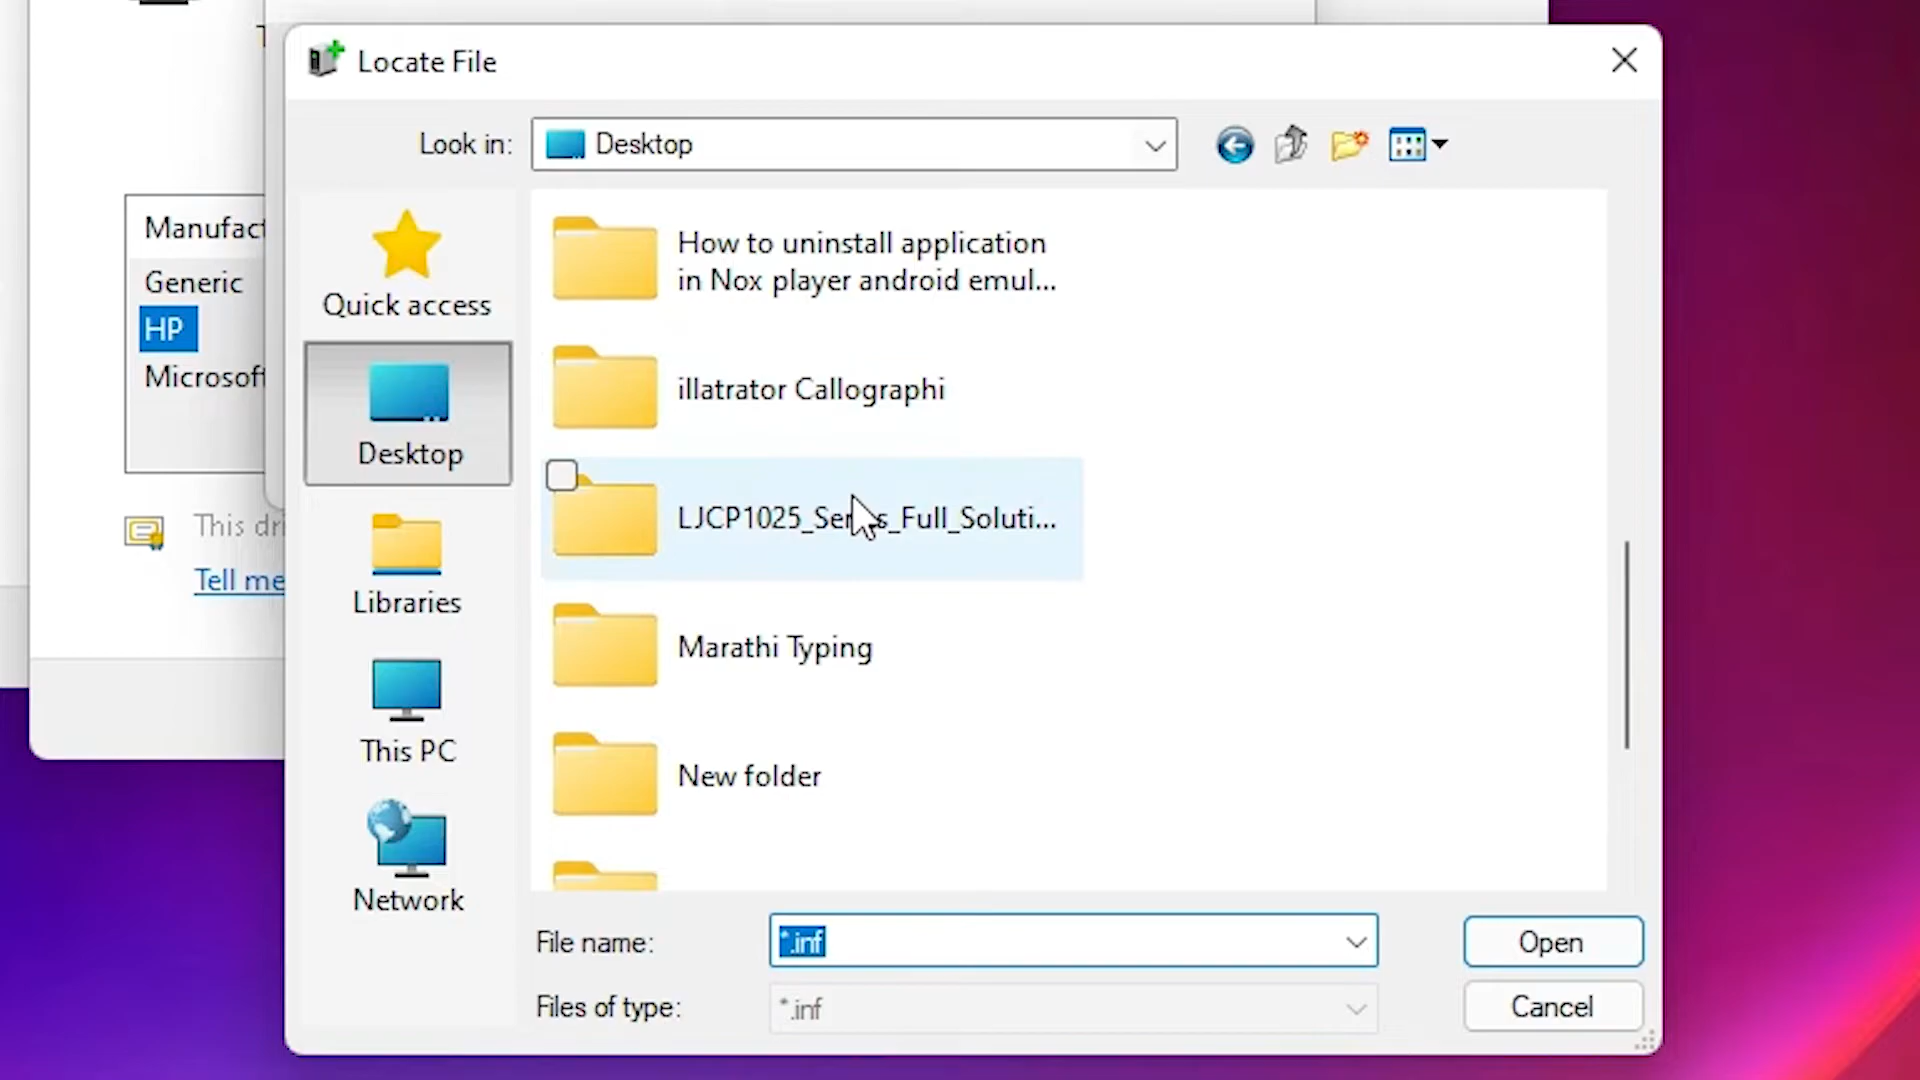 T
Locate File
Look in:
Desktop
Manufact
Generic
HP
Microsoft
This dri
Tell me
Quick access
Desktop
Libraries
This PC
Network
How to uninstall application
in Nox player android emul...
illatrator Callographi
LJCP1025_Series_Full_Soluti...
Marathi Typing
New folder
File name:
*.inf
Open
Files of type:
*.inf
Cancel